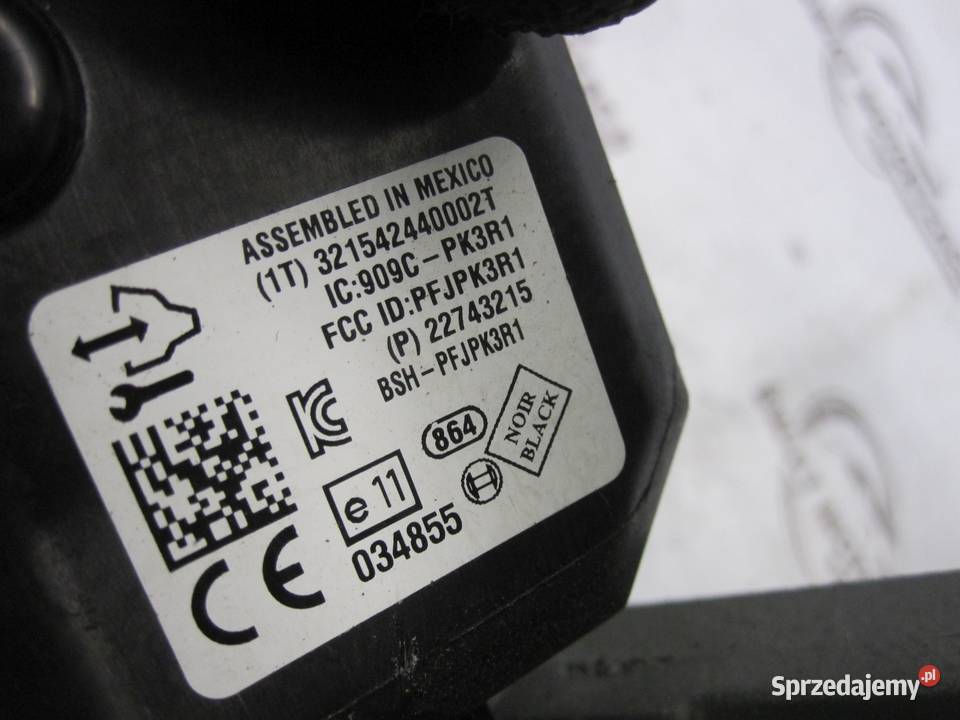 ASSEMBLED IN MEXICO
(1T) 321542440002T
IC:909C-PK3R1
FCC ID:PFJPK3R1
(P) 22743215
BSH-PFJPK3R1
864
NOIR
BLACK
e 11
034855
CE
Sprzedajemy.pl